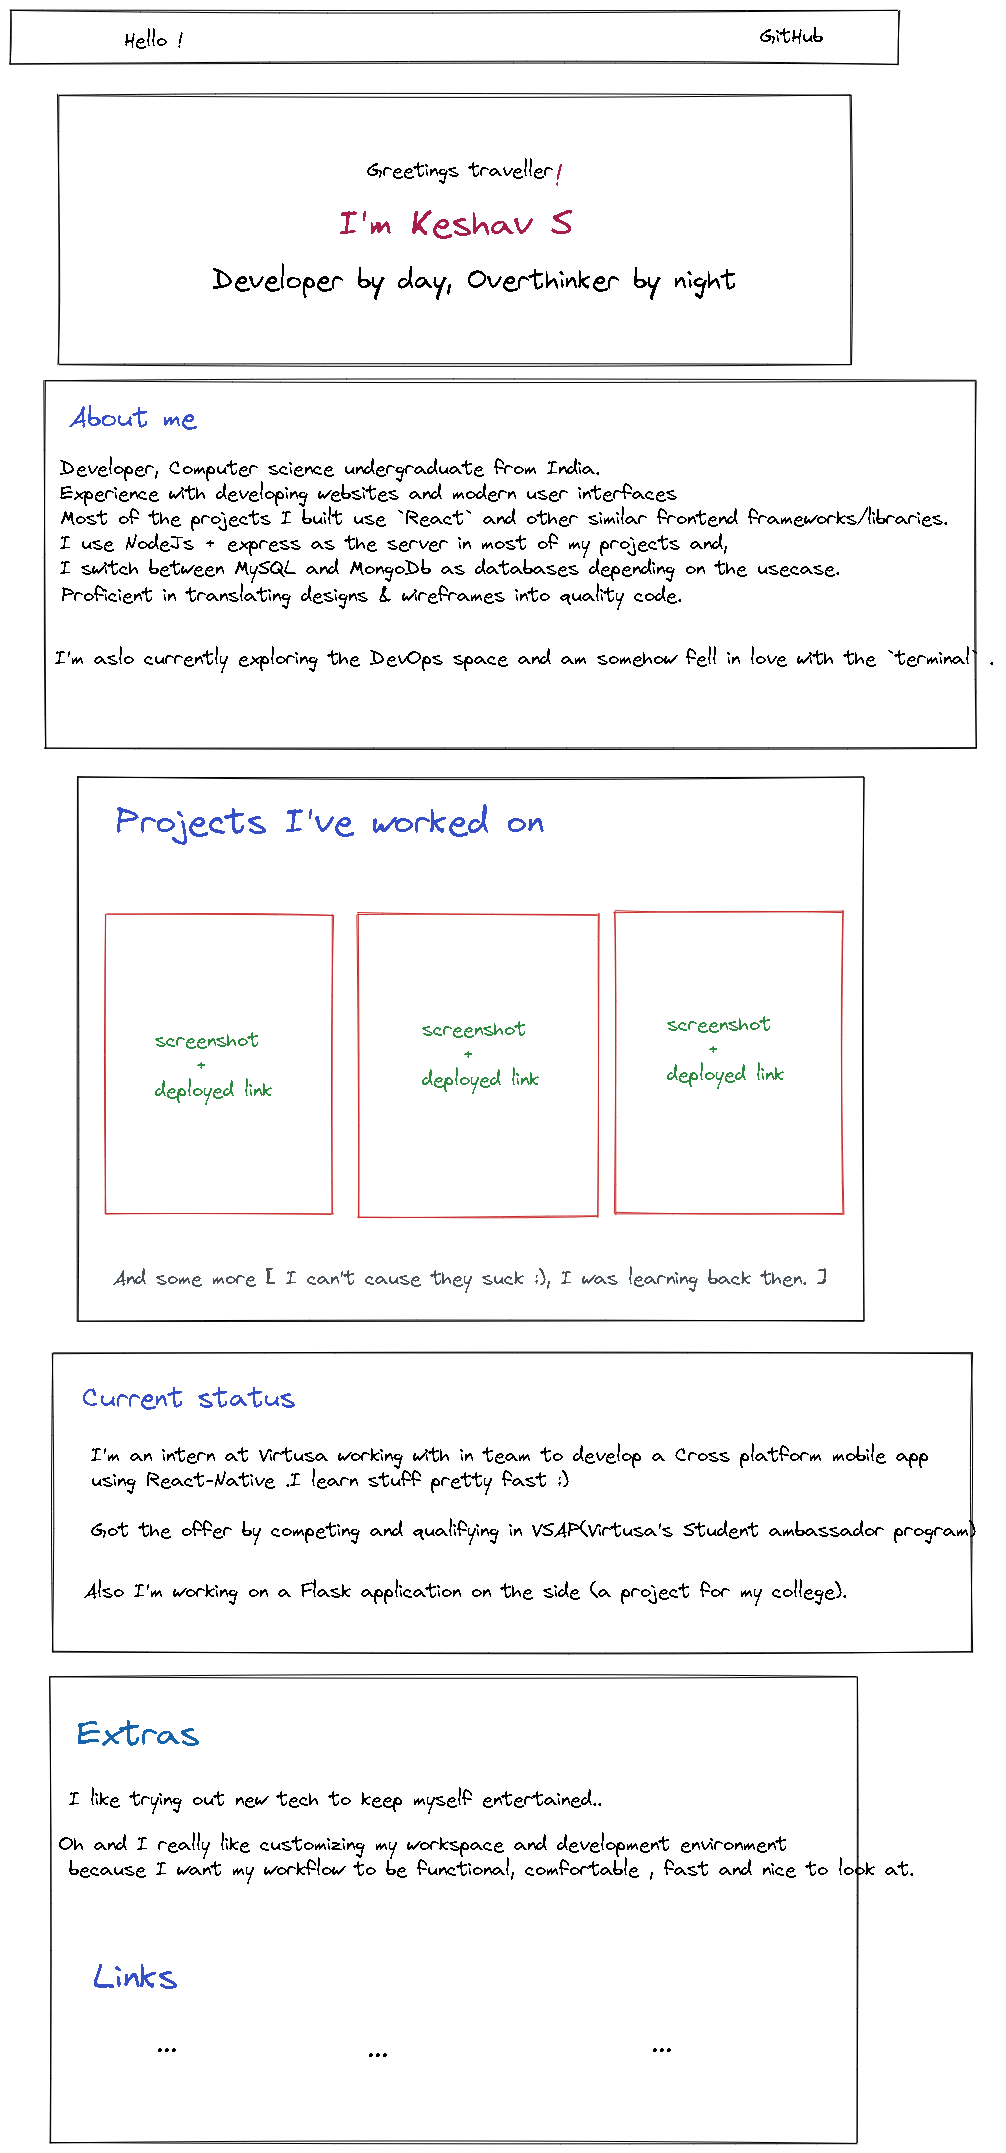 Hello !
GitHub
Greetings traveller!
I'm Keshav S
Developer by day, Overthinker by night
About me
Developer, Computer science undergraduate from India.
Experience with developing websites and modern user interfaces
Most of the projects I built use `React` and other similar frontend frameworks/libraries.
I use NodeJs + express as the server in most of my projects and,
I switch between MySQL and MongoDb as databases depending on the usecase.
Proficient in translating designs & wireframes into quality code.
I'm aslo currently exploring the DevOps space and am somehow fell in love with the `terminal` .
Projects I've worked on
screenshot
+
deployed link
screenshot
+
deployed link
screenshot
+
deployed link
And some more [ I can't cause they suck :), I was learning back then. ]
Current status
I'm an intern at Virtusa working with in team to develop a Cross platform mobile app
using React-Native .I learn stuff pretty fast :)
Got the offer by competing and qualifying in VSAP(Virtusa's Student ambassador program)
Also I'm working on a Flask application on the side (a project for my college).
Extras
I like trying out new tech to keep myself entertained..
Oh and I really like customizing my workspace and development environment
because I want my workflow to be functional, comfortable , fast and nice to look at.
Links
...
...
...